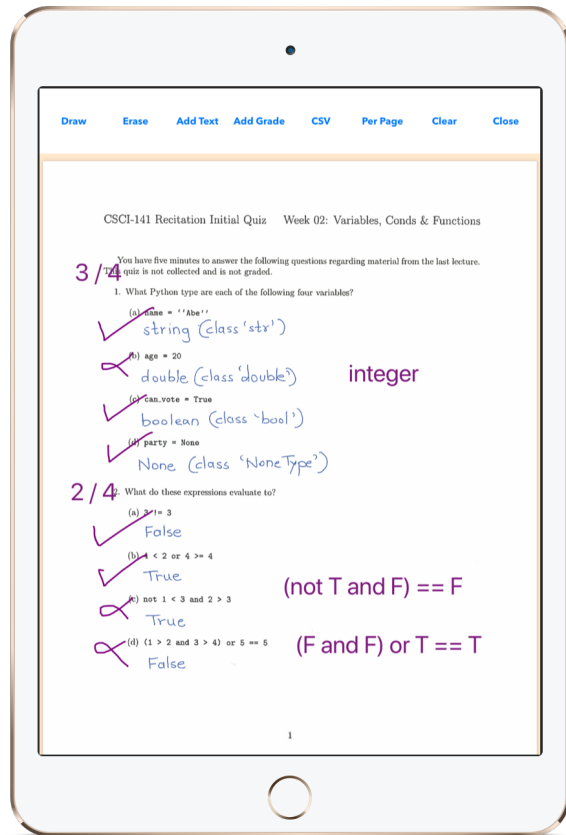 Draw Erase Add Text Add Grade CSV Per Page Clear Close
CSCI-141 Recitation Initial Quiz Week 02: Variables, Conds & Functions
You have five minutes to answer the following questions regarding material from the last lecture.
3/4 This quiz is not collected and is not graded.
1. What Python type are each of the following four variables?
(a) name = ''Abe''
string (class 'str')
(b) age = 20
double (class 'double') integer
(c) can_vote = True
boolean (class 'bool')
(d) party = None
None (class 'NoneType')
2/4 2. What do these expressions evaluate to?
(a) 3 != 3
False
(b) 4 < 2 or 4 >= 4
True
(not T and F) == F
(c) not 1 < 3 and 2 > 3
True
(d) (1 > 2 and 3 > 4) or 5 == 5 (F and F) or T == T
False
1